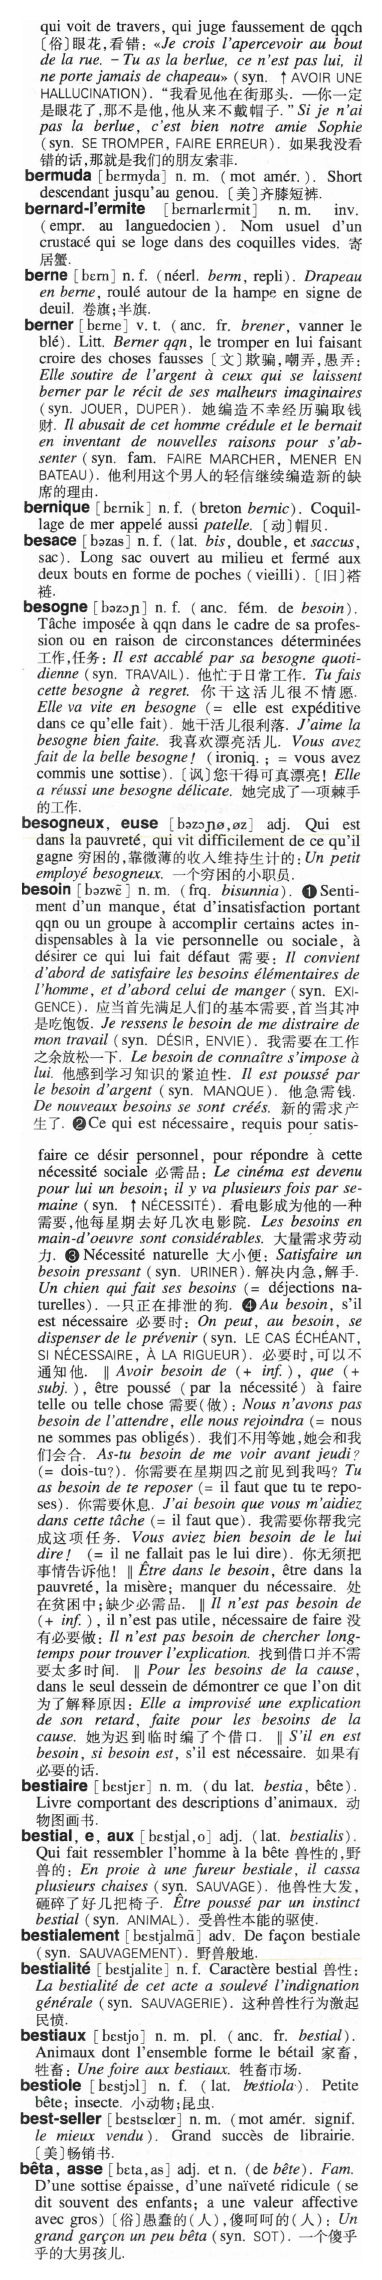 qui voit de travers, qui juge faussement de qqch
〔俗〕眼花,看错: «Je crois l'apercevoir au bout
de la rue. – Tu as la berlue, ce n'est pas lui, il
ne porte jamais de chapeau» (syn. ↑ AVOIR UNE
HALLUCINATION). “我看见他在街那头. —你一定
是眼花了,那不是他,他从来不戴帽子.” Si je n'ai
pas la berlue, c'est bien notre amie Sophie
(syn. SE TROMPER, FAIRE ERREUR). 如果我没看
错的话,那就是我们的朋友索菲.
bermuda [bɛrmyda] n. m. (mot amér.). Short
descendant jusqu'au genou. 〔美〕齐膝短裤.
bernard-l'ermite [bɛrnarlɛrmit] n. m. inv.
(empr. au languedocien). Nom usuel d'un
crustacé qui se loge dans des coquilles vides. 寄
居蟹.
berne [bɛrn] n. f. (néerl. berm, repli). Drapeau
en berne, roulé autour de la hampe en signe de
deuil. 卷旗;半旗.
berner [bɛrne] v. t. (anc. fr. brener, vanner le
blé). Litt. Berner qqn, le tromper en lui faisant
croire des choses fausses 〔文〕欺骗,嘲弄,愚弄:
Elle soutire de l'argent à ceux qui se laissent
berner par le récit de ses malheurs imaginaires
(syn. JOUER, DUPER). 她编造不幸经历骗取钱
财. Il abusait de cet homme crédule et le bernait
en inventant de nouvelles raisons pour s'ab-
senter (syn. fam. FAIRE MARCHER, MENER EN
BATEAU). 他利用这个男人的轻信继续编造新的缺
席的理由.
bernique [bɛrnik] n. f. (breton bernic). Coquil-
lage de mer appelé aussi patelle. 〔动〕帽贝.
besace [bəzas] n. f. (lat. bis, double, et saccus,
sac). Long sac ouvert au milieu et fermé aux
deux bouts en forme de poches (vieilli). 〔旧〕褡
裢.
besogne [bəzɔɲ] n. f. (anc. fém. de besoin).
Tâche imposée à qqn dans le cadre de sa profes-
sion ou en raison de circonstances déterminées
工作,任务: Il est accablé par sa besogne quoti-
dienne (syn. TRAVAIL). 他忙于日常工作. Tu fais
cette besogne à regret. 你干这活儿很不情愿.
Elle va vite en besogne (= elle est expéditive
dans ce qu'elle fait). 她干活儿很利落. J'aime la
besogne bien faite. 我喜欢漂亮活儿. Vous avez
fait de la belle besogne! (ironiq. ; = vous avez
commis une sottise). 〔讽〕您干得可真漂亮! Elle
a réussi une besogne délicate. 她完成了一项棘手
的工作.
besogneux, euse [bəzɔɲø,øz] adj. Qui est
dans la pauvreté, qui vit difficilement de ce qu'il
gagne 穷困的,靠微薄的收入维持生计的: Un petit
employé besogneux. 一个穷困的小职员.
besoin [bəzwɛ̃] n. m. (frq. bisunnia). ❶ Senti-
ment d'un manque, état d'insatisfaction portant
qqn ou un groupe à accomplir certains actes in-
dispensables à la vie personnelle ou sociale, à
désirer ce qui lui fait défaut 需要: Il convient
d'abord de satisfaire les besoins élémentaires de
l'homme, et d'abord celui de manger (syn. EXI-
GENCE). 应当首先满足人们的基本需要,首当其冲
是吃饱饭. Je ressens le besoin de me distraire de
mon travail (syn. DÉSIR, ENVIE). 我需要在工作
之余放松一下. Le besoin de connaître s'impose à
lui. 他感到学习知识的紧迫性. Il est poussé par
le besoin d'argent (syn. MANQUE). 他急需钱.
De nouveaux besoins se sont créés. 新的需求产
生了. ❷ Ce qui est nécessaire, requis pour satis-
faire ce désir personnel, pour répondre à cette
nécessité sociale 必需品: Le cinéma est devenu
pour lui un besoin; il y va plusieurs fois par se-
maine (syn. ↑ NÉCESSITÉ). 看电影成为他的一种
需要,他每星期去好几次电影院. Les besoins en
main-d'oeuvre sont considérables. 大量需求劳动
力. ❸ Nécessité naturelle 大小便: Satisfaire un
besoin pressant (syn. URINER). 解决内急,解手.
Un chien qui fait ses besoins (= déjections na-
turelles). 一只正在排泄的狗. ❹ Au besoin, s'il
est nécessaire 必要时: On peut, au besoin, se
dispenser de le prévenir (syn. LE CAS ÉCHÉANT,
SI NÉCESSAIRE, À LA RIGUEUR). 必要时,可以不
通知他. ‖ Avoir besoin de (+ inf.), que (+
subj.), être poussé (par la nécessité) à faire
telle ou telle chose 需要(做): Nous n'avons pas
besoin de l'attendre, elle nous rejoindra (= nous
ne sommes pas obligés). 我们不用等她,她会和我
们会合. As-tu besoin de me voir avant jeudi?
(= dois-tu?). 你需要在星期四之前见到我吗? Tu
as besoin de te reposer (= il faut que tu te repo-
ses). 你需要休息. J'ai besoin que vous m'aidiez
dans cette tâche (= il faut que). 我需要你帮我完
成这项任务. Vous aviez bien besoin de le lui
dire! (= il ne fallait pas le lui dire). 你无须把
事情告诉他! ‖ Être dans le besoin, être dans la
pauvreté, la misère; manquer du nécessaire. 处
在贫困中;缺少必需品. ‖ Il n'est pas besoin de
(+ inf.), il n'est pas utile, nécessaire de faire 没
有必要做: Il n'est pas besoin de chercher long-
temps pour trouver l'explication. 找到借口并不需
要太多时间. ‖ Pour les besoins de la cause,
dans le seul dessein de démontrer ce que l'on dit
为了解释原因: Elle a improvisé une explication
de son retard, faite pour les besoins de la
cause. 她为迟到临时编了个借口. ‖ S'il en est
besoin, si besoin est, s'il est nécessaire. 如果有
必要的话.
bestiaire [bɛstjɛr] n. m. (du lat. bestia, bête).
Livre comportant des descriptions d'animaux. 动
物图画书.
bestial, e, aux [bɛstjal,o] adj. (lat. bestialis).
Qui fait ressembler l'homme à la bête 兽性的,野
兽的: En proie à une fureur bestiale, il cassa
plusieurs chaises (syn. SAUVAGE). 他兽性大发,
砸碎了好几把椅子. Être poussé par un instinct
bestial (syn. ANIMAL). 受兽性本能的驱使.
bestialement [bɛstjalmɑ̃] adv. De façon bestiale
(syn. SAUVAGEMENT). 野兽般地.
bestialité [bɛstjalite] n. f. Caractère bestial 兽性:
La bestialité de cet acte a soulevé l'indignation
générale (syn. SAUVAGERIE). 这种兽性行为激起
民愤.
bestiaux [bɛstjo] n. m. pl. (anc. fr. bestial).
Animaux dont l'ensemble forme le bétail 家畜,
牲畜: Une foire aux bestiaux. 牲畜市场.
bestiole [bɛstjɔl] n. f. (lat. bestiola). Petite
bête; insecte. 小动物;昆虫.
best-seller [bɛstsɛlœr] n. m. (mot amér. signif.
le mieux vendu). Grand succès de librairie.
〔美〕畅销书.
bêta, asse [bɛta,as] adj. et n. (de bête). Fam.
D'une sottise épaisse, d'une naïveté ridicule (se
dit souvent des enfants; a une valeur affective
avec gros) 〔俗〕愚蠢的(人),傻呵呵的(人): Un
grand garçon un peu bêta (syn. SOT). 一个傻乎
乎的大男孩儿.